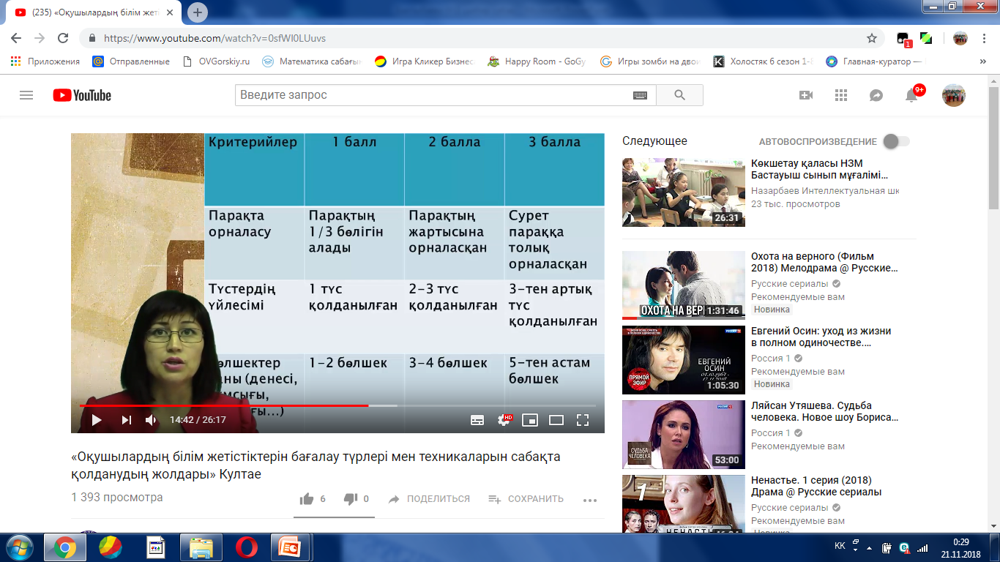 (235) «Оқушылардың білім жеті
https://www.youtube.com/watch?v=0sfWI0LUuvs
1
Приложения Отправленные OVGorskiy.ru Математика сабағы Игра Кликер Бизнес Happy Room - GoGy Игры зомби на двои Холостяк 6 сезон 1-8 Главная-куратор — »
YouTube
Введите запрос
9+
Критерийлер 1 балл 2 балла 3 балла
Парақта орналасу
Парақтың 1/3 бөлігін алады
Парақтың жартысына орналасқан
Сурет параққа толық орналасқан
Түстердің үйлесімі
1 түс қолданылған
2-3 түс қолданылған
3-тен артық түс қолданылған
(денесі,
1-2 бөлшек
3-4 бөлшек
5-тен астам бөлшек
14:42 / 26:17
HD
«Оқушылардың білім жетістіктерін бағалау түрлері мен техникаларын сабақта
қолданудың жолдары» Култае
1 393 просмотра
6 0 ПОДЕЛИТЬСЯ СОХРАНИТЬ
Следующее АВТОВОСПРОИЗВЕДЕНИЕ
26:31
Көкшетау қаласы НЗМ
Бастауыш сынып мұғалімі...
Назарбаев Интеллектуальная шк
23 тыс. просмотров
ОХОТА НА ВЕР
1:31:46
Охота на верного (Фильм
2018) Мелодрама @ Русские...
Русские сериалы
Рекомендуемые вам
Новинка
ПРЯМОЙ ЭФИР
ЕВГЕНИЙ ОСИН
1:05:30
Евгений Осин: уход из жизни
в полном одиночестве....
Россия 1
Рекомендуемые вам
Новинка
СУДЬБА ЧЕЛОВЕКА
53:00
Ляйсан Утяшева. Судьба
человека. Новое шоу Бориса...
Россия 1
Рекомендуемые вам
1
НЕНАСТЬЕ
Ненастье. 1 серия (2018)
Драма @ Русские сериалы
Русские сериалы
Рекомендуемые вам
Новинка
KK
0:29
21.11.2018